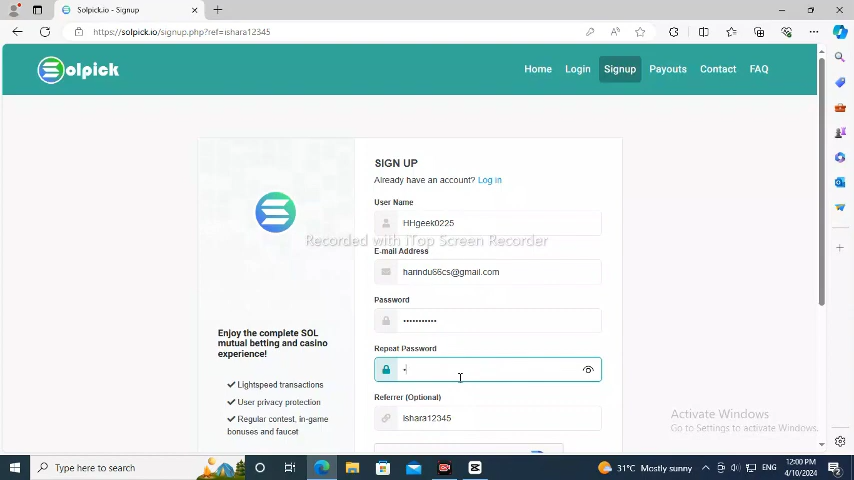 Solpick.io - Signup
https://solpick.io/signup.php?ref=ishara12345
Solpick
Home Login Signup Payouts Contact FAQ
SIGN UP
Already have an account? Log in
User Name
HHgeek0225
Recorded with iTop Screen Recorder
E-mail Address
harindu66cs@gmail.com
Password
•••••••••••
Repeat Password
•
Referrer (Optional)
ishara12345
Enjoy the complete SOL
mutual betting and casino
experience!
Lightspeed transactions
User privacy protection
Regular contest, in-game
bonuses and faucet
Activate Windows
Go to Settings to activate Windows.
Type here to search
31°C Mostly sunny
ENG
12:00 PM
4/10/2024
2